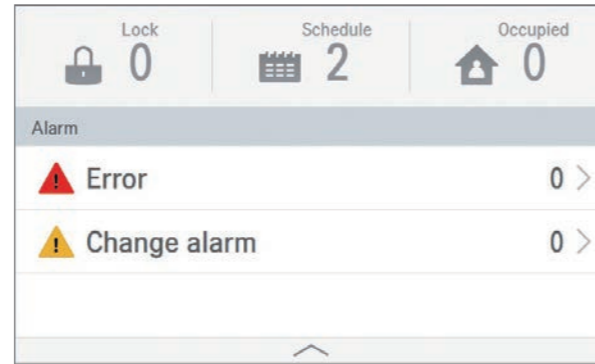 Lock Schedule Occupied
0 2 0
Alarm
Error 0
Change alarm 0